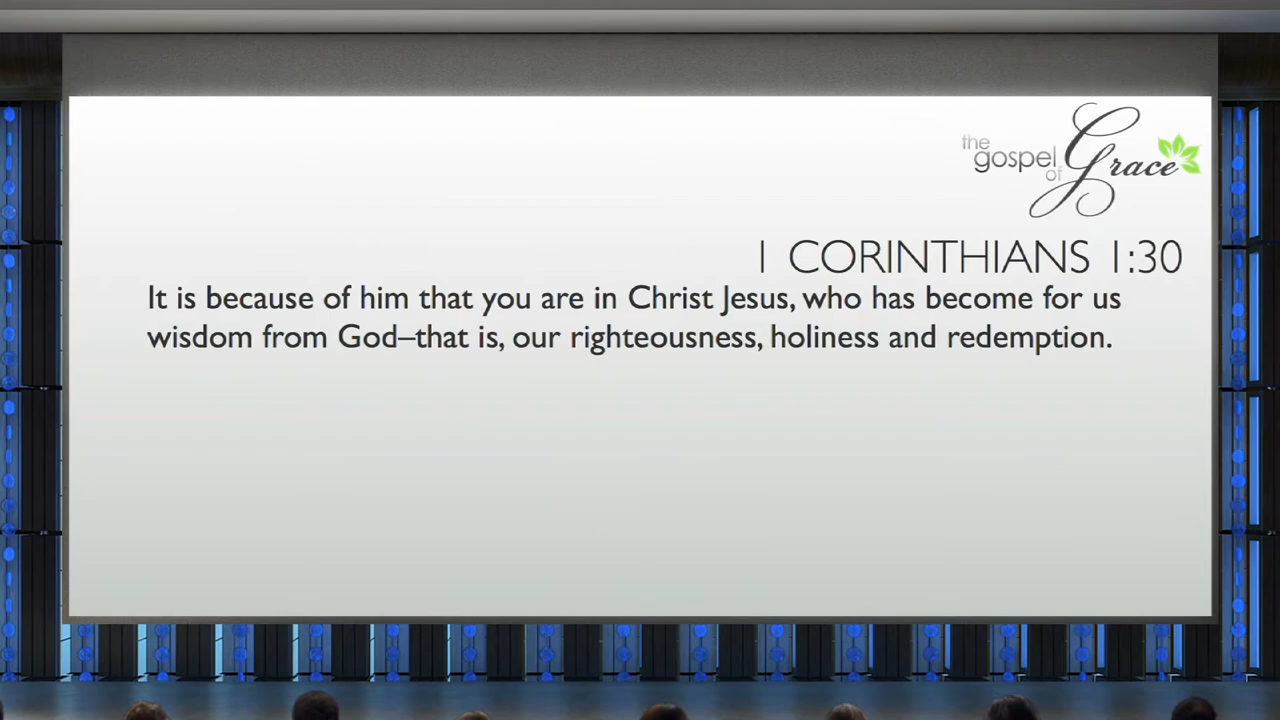 the
gospel
of
Grace
1 CORINTHIANS 1:30
It is because of him that you are in Christ Jesus, who has become for us
wisdom from God–that is, our righteousness, holiness and redemption.